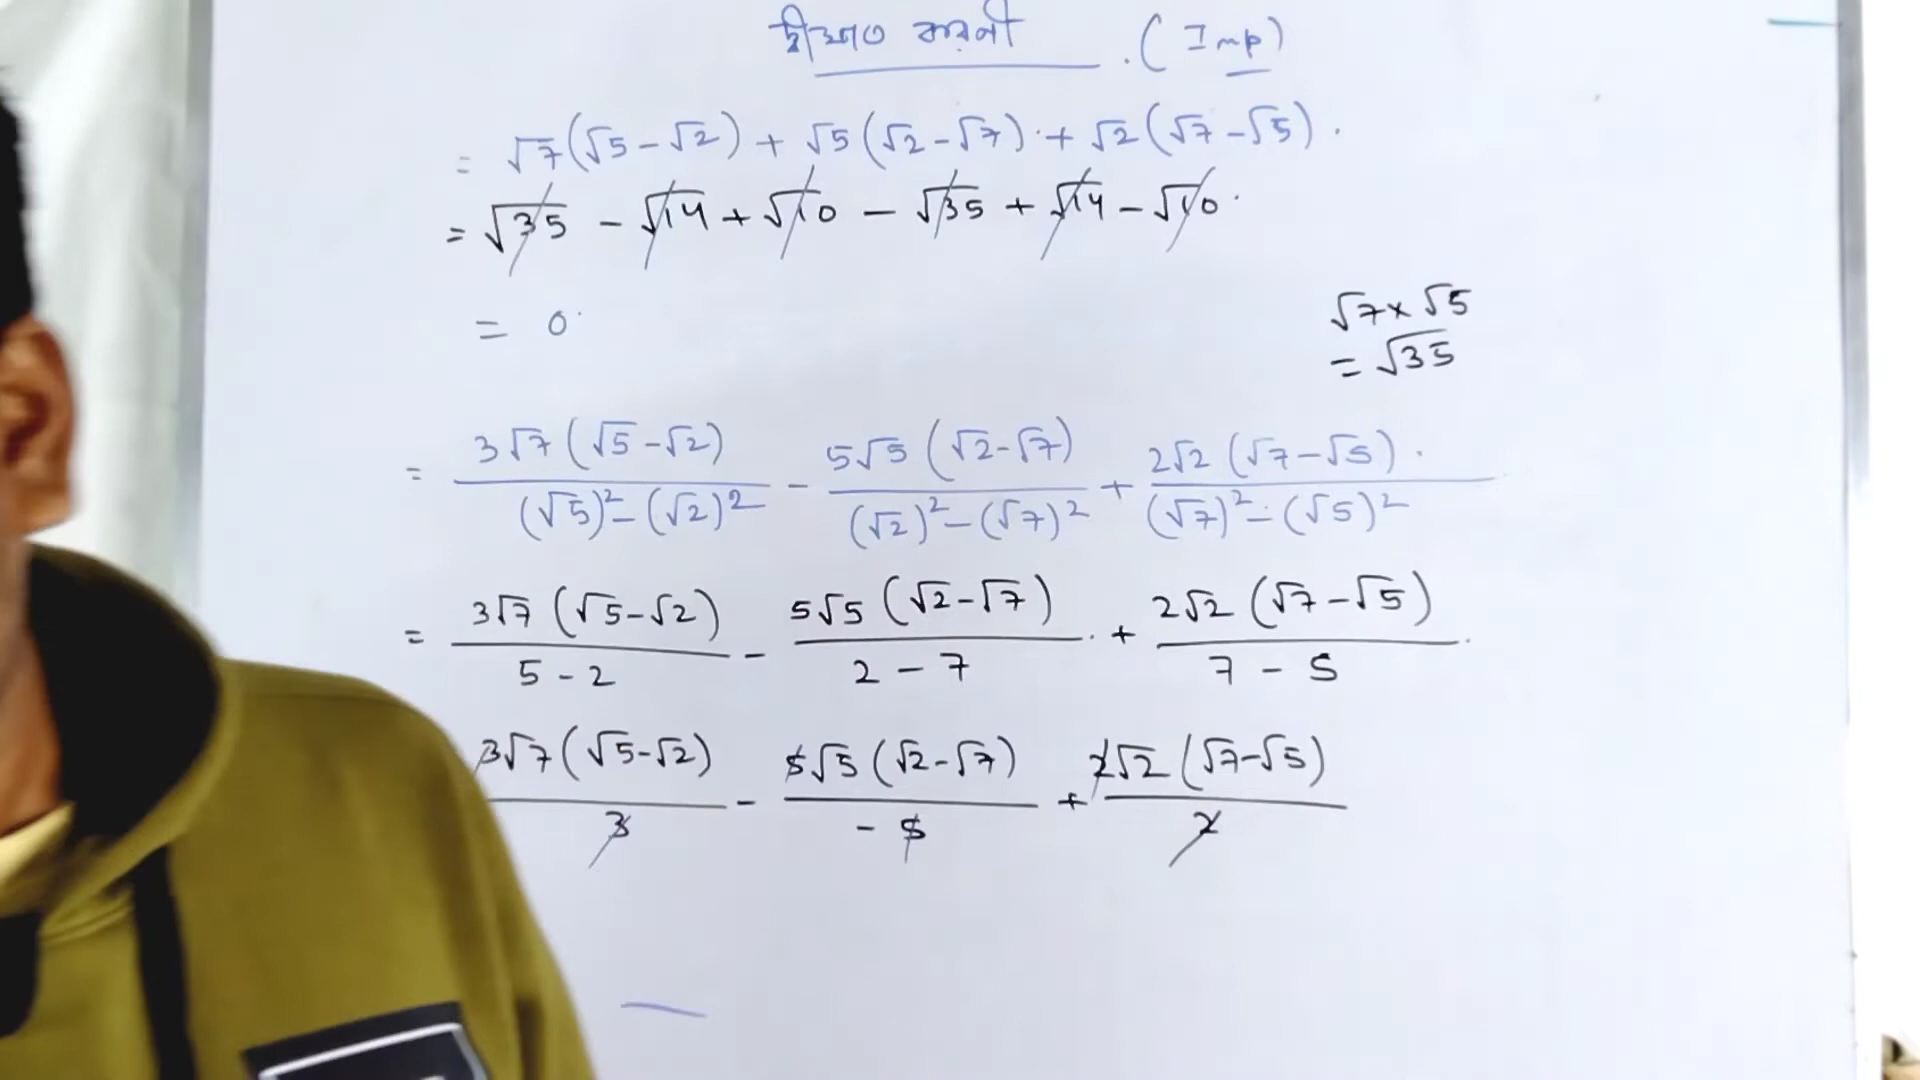 দ্বীঘাত করণী . (Imp)
= √7(√5-√2) + √5(√2-√7) + √2(√7-√5).
= √35 - √14 + √10 - √35 + √14 - √10.
= 0.
√7×√5
= √35
= 3√7(√5-√2)/(√5)²-(√2)² - 5√5(√2-√7)/(√2)²-(√7)² + 2√2(√7-√5)/(√7)²-(√5)².
= 3√7(√5-√2)/5-2 - 5√5(√2-√7)/2-7 + 2√2(√7-√5)/7-5.
3√7(√5-√2)/3 - 5√5(√2-√7)/-5 + 2√2(√7-√5)/2